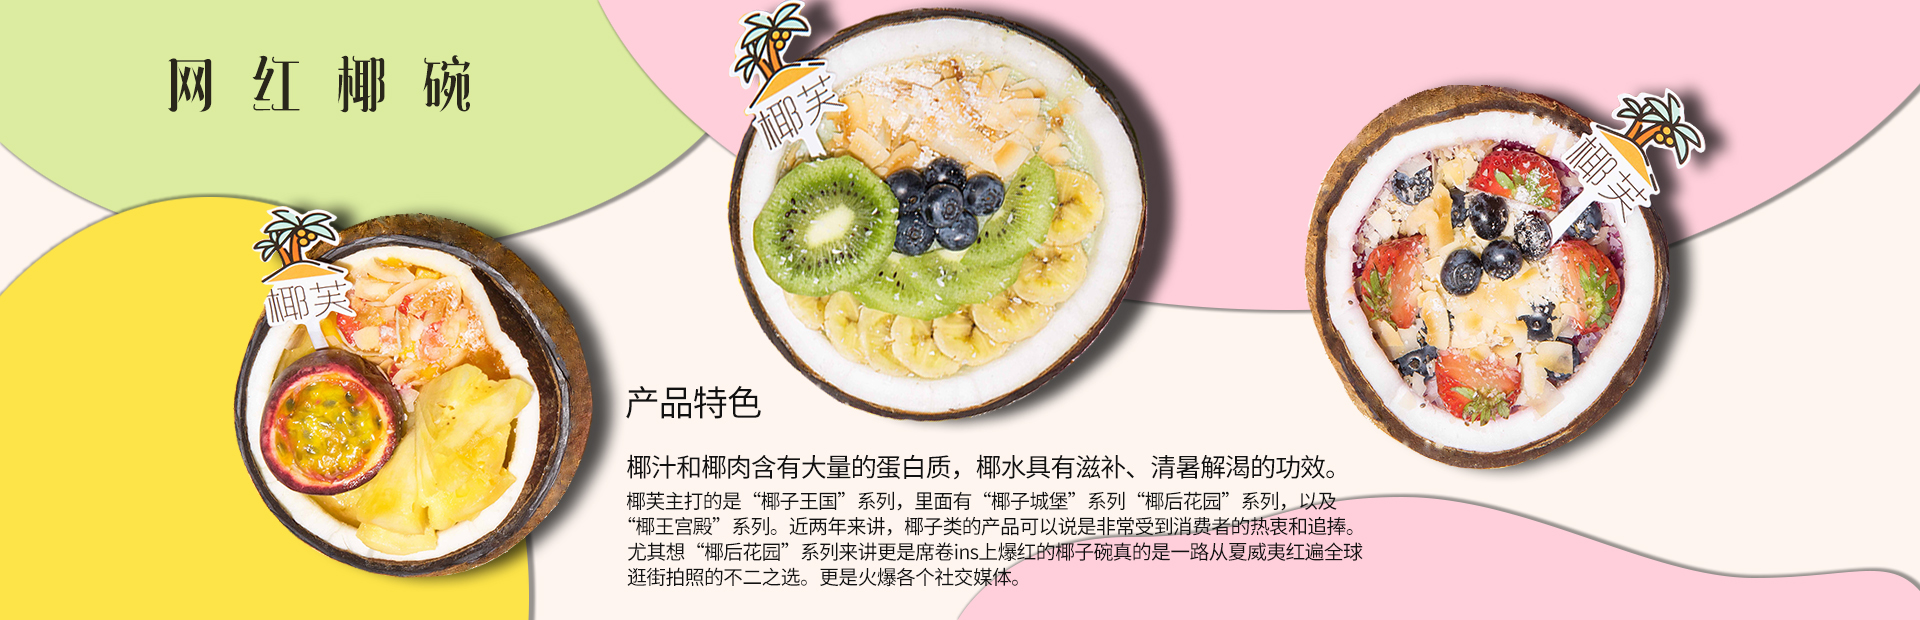 网红椰碗
椰芙
椰芙
椰芙
产品特色
椰汁和椰肉含有大量的蛋白质，椰水具有滋补、清暑解渴的功效。
椰芙主打的是“椰子王国”系列，里面有“椰子城堡”系列“椰后花园”系列，以及
“椰王宫殿”系列。近两年来讲，椰子类的产品可以说是非常受到消费者的热衷和追捧。
尤其想“椰后花园”系列来讲更是席卷ins上爆红的椰子碗真的是一路从夏威夷红遍全球
逛街拍照的不二之选。更是火爆各个社交媒体。